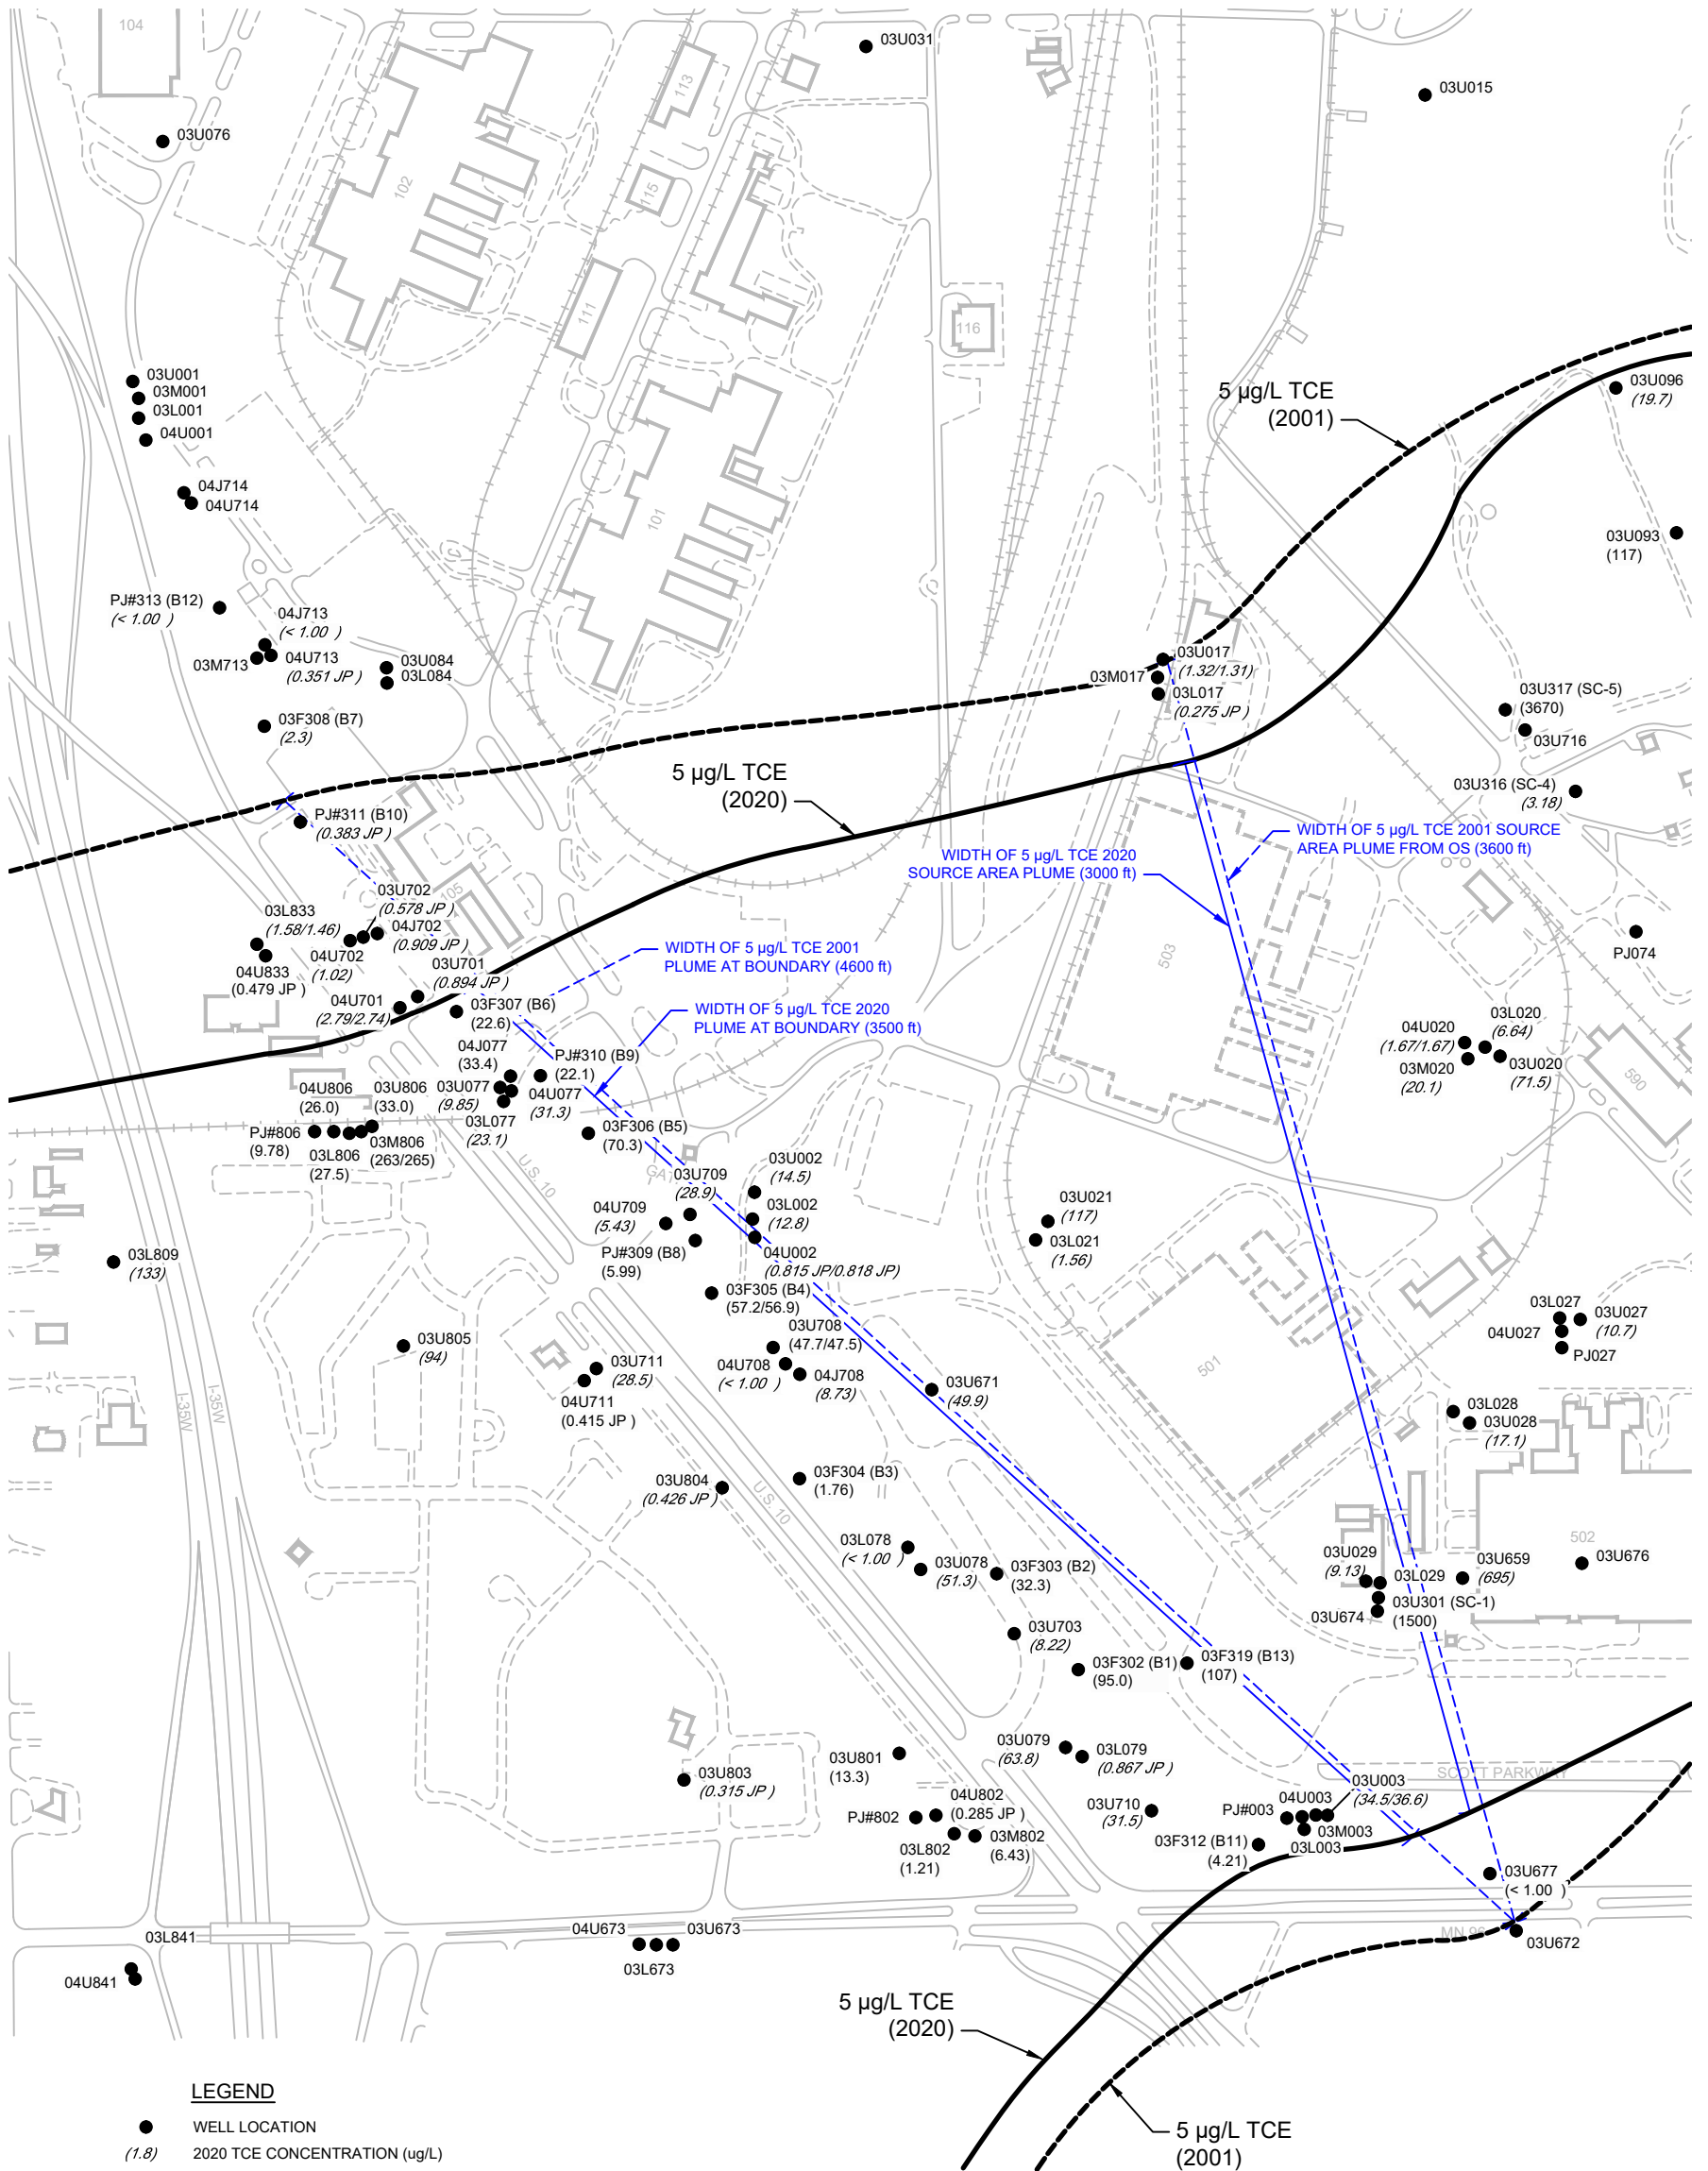 104
03U031
113
03U015
03U076
102
115
111
116
03U001
03M001
03L001
04U001
5 µg/L TCE
(2001)
03U096
(19.7)
04J714
04U714
101
03U093
(117)
PJ#313 (B12)
(< 1.00 )
04J713
(< 1.00 )
03M713
04U713
(0.351 JP )
03U084
03L084
03U017
(1.32/1.31)
03M017
03L017
(0.275 JP )
03F308 (B7)
(2.3)
03U317 (SC-5)
(3670)
03U716
5 µg/L TCE
(2020)
03U316 (SC-4)
(3.18)
PJ#311 (B10)
(0.383 JP )
WIDTH OF 5 µg/L TCE 2001 SOURCE
AREA PLUME FROM OS (3600 ft)
WIDTH OF 5 µg/L TCE 2020
SOURCE AREA PLUME (3000 ft)
105
03U702
(0.578 JP )
03L833
(1.58/1.46)
04J702
(0.909 JP )
04U702
(1.02)
04U833
(0.479 JP )
03U701
(0.894 JP )
04U701
(2.79/2.74)
WIDTH OF 5 µg/L TCE 2001
PLUME AT BOUNDARY (4600 ft)
503
PJ074
03F307 (B6)
(22.6)
WIDTH OF 5 µg/L TCE 2020
PLUME AT BOUNDARY (3500 ft)
04J077
(33.4)
PJ#310 (B9)
(22.1)
04U020
(1.67/1.67)
03L020
(6.64)
03M020
(20.1)
03U020
(71.5)
590
04U806
(26.0)
03U806
(33.0)
03U077
(9.85)
04U077
(31.3)
03L077
(23.1)
PJ#806
(9.78)
03L806
(27.5)
03M806
(263/265)
03F306 (B5)
(70.3)
U.S. 10
03U002
(14.5)
03U709
(28.9)
04U709
(5.43)
03L002
(12.8)
PJ#309 (B8)
(5.99)
04U002
(0.815 JP/0.818 JP)
03U021
(117)
03L021
(1.56)
03L809
(133)
03F305 (B4)
(57.2/56.9)
03L027
03U027
(10.7)
04U027
PJ027
03U805
(94)
03U708
(47.7/47.5)
04U708
(< 1.00 )
04J708
(8.73)
03U711
(28.5)
04U711
(0.415 JP )
501
03U671
(49.9)
I-35W
I-35W
03L028
03U028
(17.1)
03U804
(0.426 JP )
03F304 (B3)
(1.76)
U.S. 10
03L078
(< 1.00 )
03U078
(51.3)
03F303 (B2)
(32.3)
502
03U029
(9.13)
03L029
03U659
(695)
03U676
03U301 (SC-1)
(1500)
03U674
03U703
(8.22)
03F302 (B1)
(95.0)
03F319 (B13)
(107)
03U079
(63.8)
03L079
(0.867 JP )
03U801
(13.3)
03U803
(0.315 JP )
SCOTT PARKWAY
03U003
(34.5/36.6)
04U802
(0.285 JP )
PJ#802
03U710
(31.5)
PJ#003
04U003
03M003
03L003
03L802
(1.21)
03M802
(6.43)
03F312 (B11)
(4.21)
03U677
(< 1.00 )
MN 96
03U672
03L841
04U841
04U673
03U673
03L673
5 µg/L TCE
(2020)
5 µg/L TCE
(2001)
LEGEND
WELL LOCATION
(1.8) 2020 TCE CONCENTRATION (ug/L)